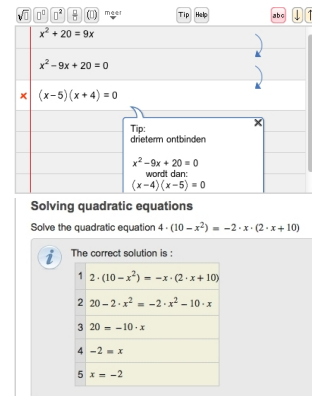 meer
Tip Help abc
x² + 20 = 9x
x² – 9x + 20 = 0
(x – 5)(x + 4) = 0
Tip:
drieterm ontbinden
x² – 9x + 20 = 0
wordt dan:
(x – 4)(x – 5) = 0
Solving quadratic equations
Solve the quadratic equation 4 · (10 – x²) = –2 · x · (2 · x + 10)
The correct solution is :
1 2 · (10 – x²) = –x · (2 · x + 10)
2 20 – 2 · x² = –2 · x² – 10 · x
3 20 = –10 · x
4 –2 = x
5 x = –2